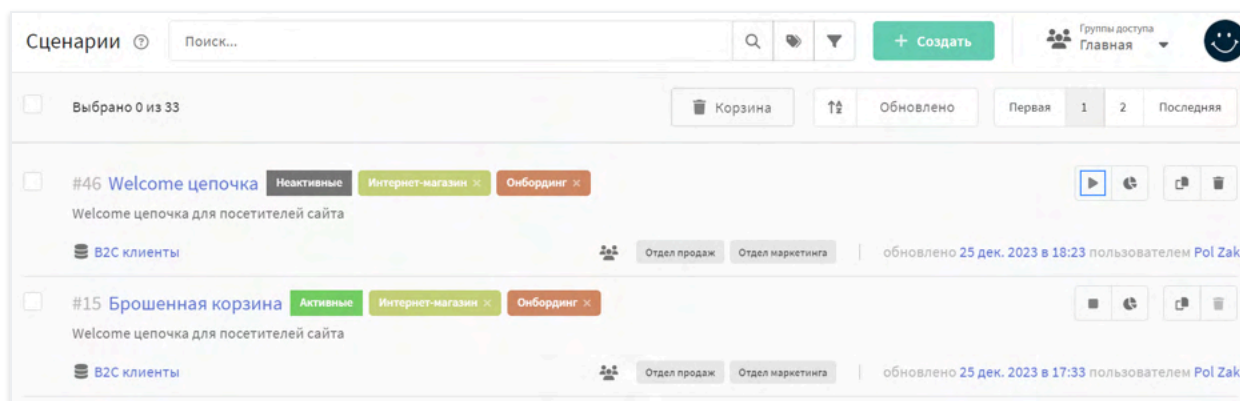 Сценарии
Поиск...
+ Создать
Группы доступа
Главная
Выбрано 0 из 33
Корзина
Обновлено
Первая 1 2 Последняя
#46 Welcome цепочка Неактивные Интернет-магазин × Онбординг ×
Welcome цепочка для посетителей сайта
B2C клиенты Отдел продаж Отдел маркетинга обновлено 25 дек. 2023 в 18:23 пользователем Pol Zak
#15 Брошенная корзина Активные Интернет-магазин × Онбординг ×
Welcome цепочка для посетителей сайта
B2C клиенты Отдел продаж Отдел маркетинга обновлено 25 дек. 2023 в 17:33 пользователем Pol Zak